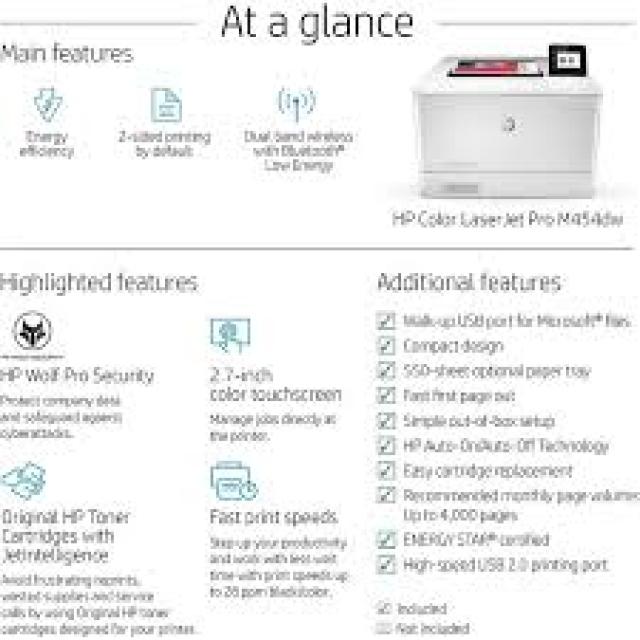 At a glance
Main features
Energy
efficiency
2-sided printing
by default
Dual band wireless
with Bluetooth®
Low Energy
HP Color LaserJet Pro M454dw
Highlighted features
HP Wolf Pro Security
Protect company data
and safeguard against
cyberattacks.
2.7-inch
color touchscreen
Manage jobs directly at
the printer.
Original HP Toner
Cartridges with
JetIntelligence
Avoid frustrating reprints,
wasted supplies and service
calls by using Original HP toner
cartridges designed for your printer.
Fast print speeds
Step up your productivity
and work with less wait
time with print speeds up
to 28 ppm black/color.
Additional features
Walk-up USB port for Microsoft® files
Compact design
550-sheet optional paper tray
Fast first page out
Simple out-of-box setup
HP Auto-On/Auto-Off Technology
Easy cartridge replacement
Recommended monthly page volume:
Up to 4,000 pages
ENERGY STAR® certified
High-speed USB 2.0 printing port
Included
Not Included